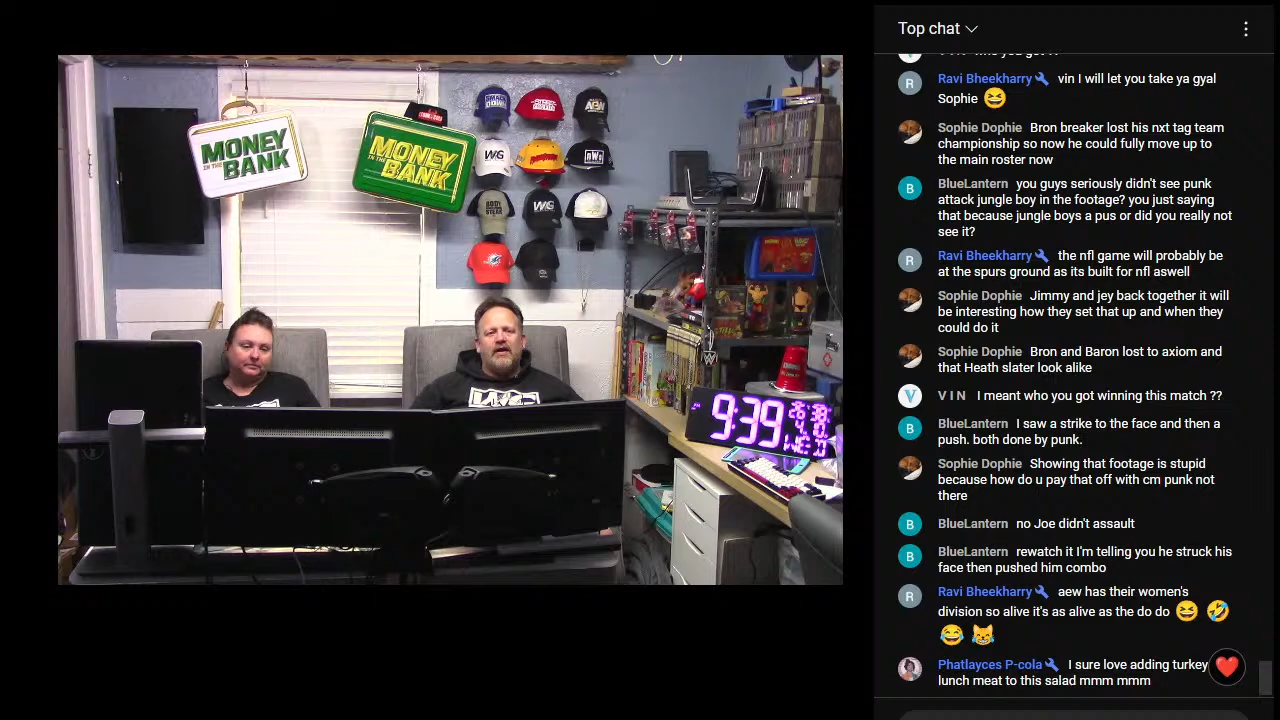 Top chat
Ravi Bheekharry vin I will let you take ya gyal
Sophie 😆
Sophie Dophie Bron breaker lost his nxt tag team
championship so now he could fully move up to
the main roster now
BlueLantern you guys seriously didn't see punk
attack jungle boy in the footage? you just saying
that because jungle boys a pus or did you really not
see it?
Ravi Bheekharry the nfl game will probably be
at the spurs ground as its built for nfl aswell
Sophie Dophie Jimmy and jey back together it will
be interesting how they set that up and when they
could do it
Sophie Dophie Bron and Baron lost to axiom and
that Heath slater look alike
V I N I meant who you got winning this match ??
BlueLantern I saw a strike to the face and then a
push. both done by punk.
Sophie Dophie Showing that footage is stupid
because how do u pay that off with cm punk not
there
BlueLantern no Joe didn't assault
BlueLantern rewatch it I'm telling you he struck his
face then pushed him combo
Ravi Bheekharry aew has their women's
division so alive it's as alive as the do do 😆 🤣
😂 😹
Phatlayces P-cola I sure love adding turkey
lunch meat to this salad mmm mmm
MONEY
IN THE BANK
MONEY
IN THE BANK
AEW
nWo
9:39